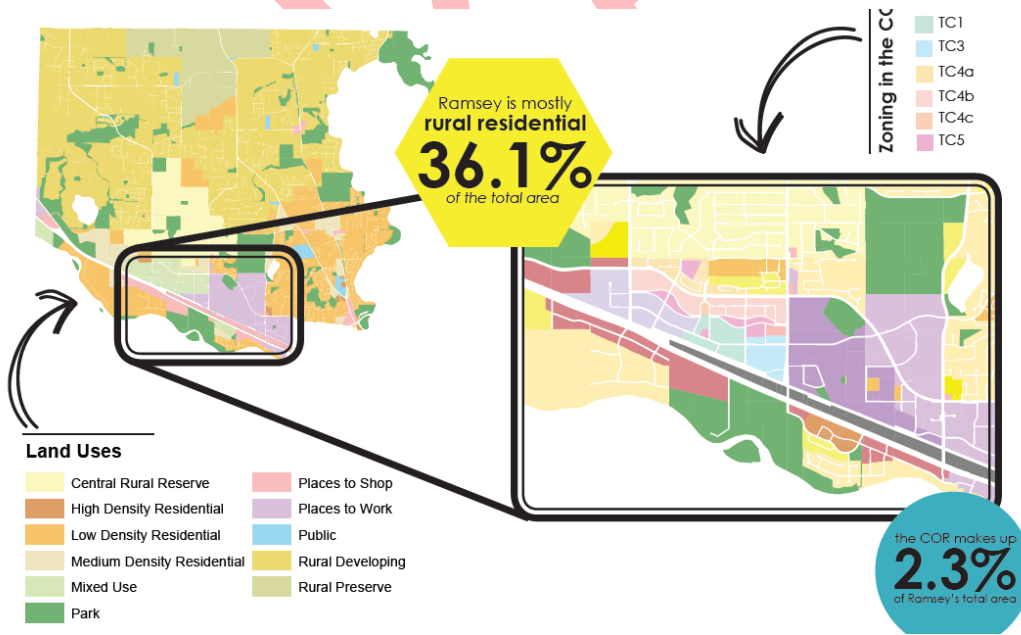 Ramsey is mostly
rural residential
36.1%
of the total area
Zoning in the CO
TC1
TC3
TC4a
TC4b
TC4c
TC5
Land Uses
Central Rural Reserve
High Density Residential
Low Density Residential
Medium Density Residential
Mixed Use
Park
Places to Shop
Places to Work
Public
Rural Developing
Rural Preserve
the COR makes up
2.3%
of Ramsey's total area